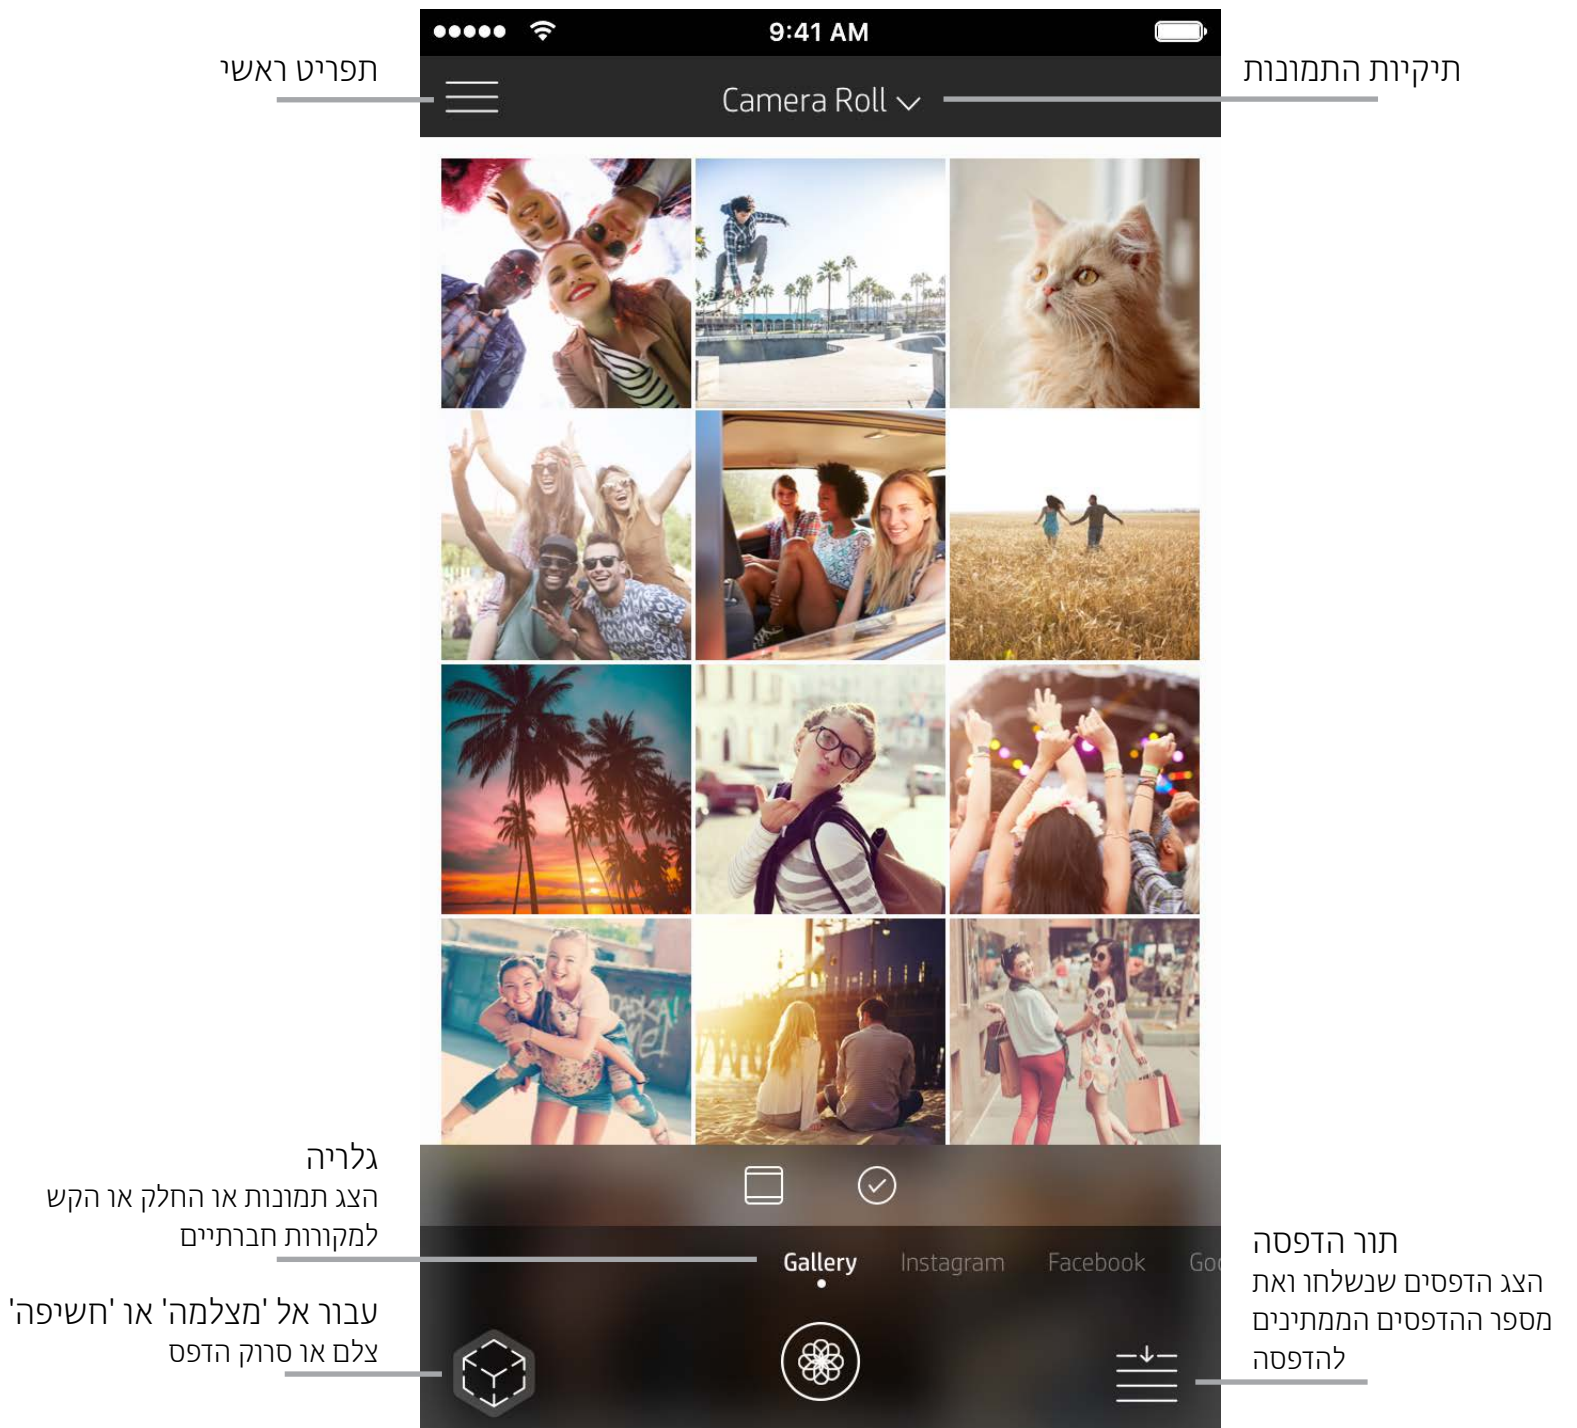 9:41 AM
תפריט ראשי
Camera Roll
תיקיות התמונות
גלריה
הצג תמונות או החלק או הקש
למקורות חברתיים
Gallery Instagram Facebook Goo
תור הדפסה
הצג הדפסים שנשלחו ואת
מספר ההדפסים הממתינים
להדפסה
עבור אל 'מצלמה' או 'חשיפה'
צלם או סרוק הדפס